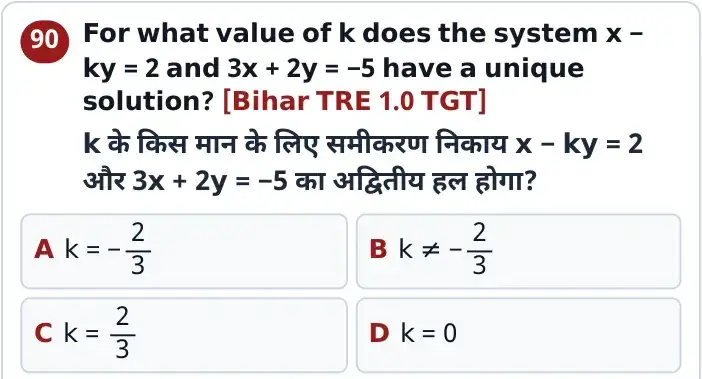 90 For what value of k does the system x –
ky = 2 and 3x + 2y = –5 have a unique
solution? [Bihar TRE 1.0 TGT]
k के किस मान के लिए समीकरण निकाय x – ky = 2
और 3x + 2y = –5 का अद्वितीय हल होगा?
A k = – 2/3
B k ≠ – 2/3
C k = 2/3
D k = 0